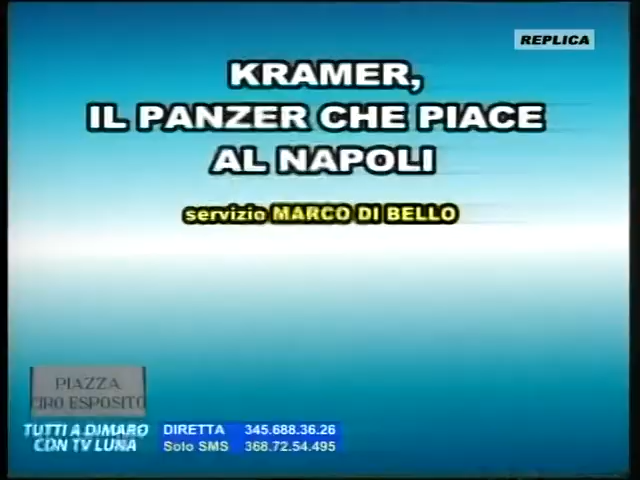 REPLICA
KRAMER,
IL PANZER CHE PIACE
AL NAPOLI
servizio MARCO DI BELLO
PIAZZA
CIRO ESPOSITO
TUTTI A DIMARO
CON TV LUNA
DIRETTA 345.688.36.26
Solo SMS 368.72.54.495